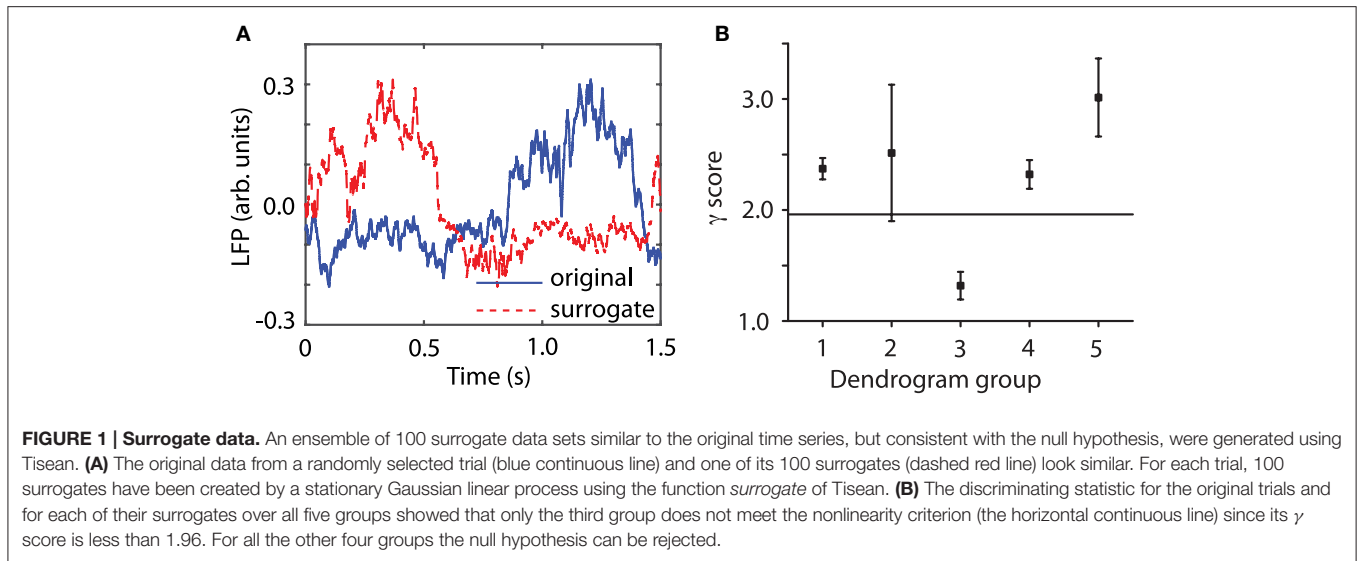 A
B
0.3
0.0
-0.3
LFP (arb. units)
original
surrogate
0
0.5
1.0
1.5
Time (s)
3.0
2.0
1.0
γ score
1
2
3
4
5
Dendrogram group
FIGURE 1 | Surrogate data. An ensemble of 100 surrogate data sets similar to the original time series, but consistent with the null hypothesis, were generated using
Tisean. (A) The original data from a randomly selected trial (blue continuous line) and one of its 100 surrogates (dashed red line) look similar. For each trial, 100
surrogates have been created by a stationary Gaussian linear process using the function surrogate of Tisean. (B) The discriminating statistic for the original trials and
for each of their surrogates over all five groups showed that only the third group does not meet the nonlinearity criterion (the horizontal continuous line) since its γ
score is less than 1.96. For all the other four groups the null hypothesis can be rejected.